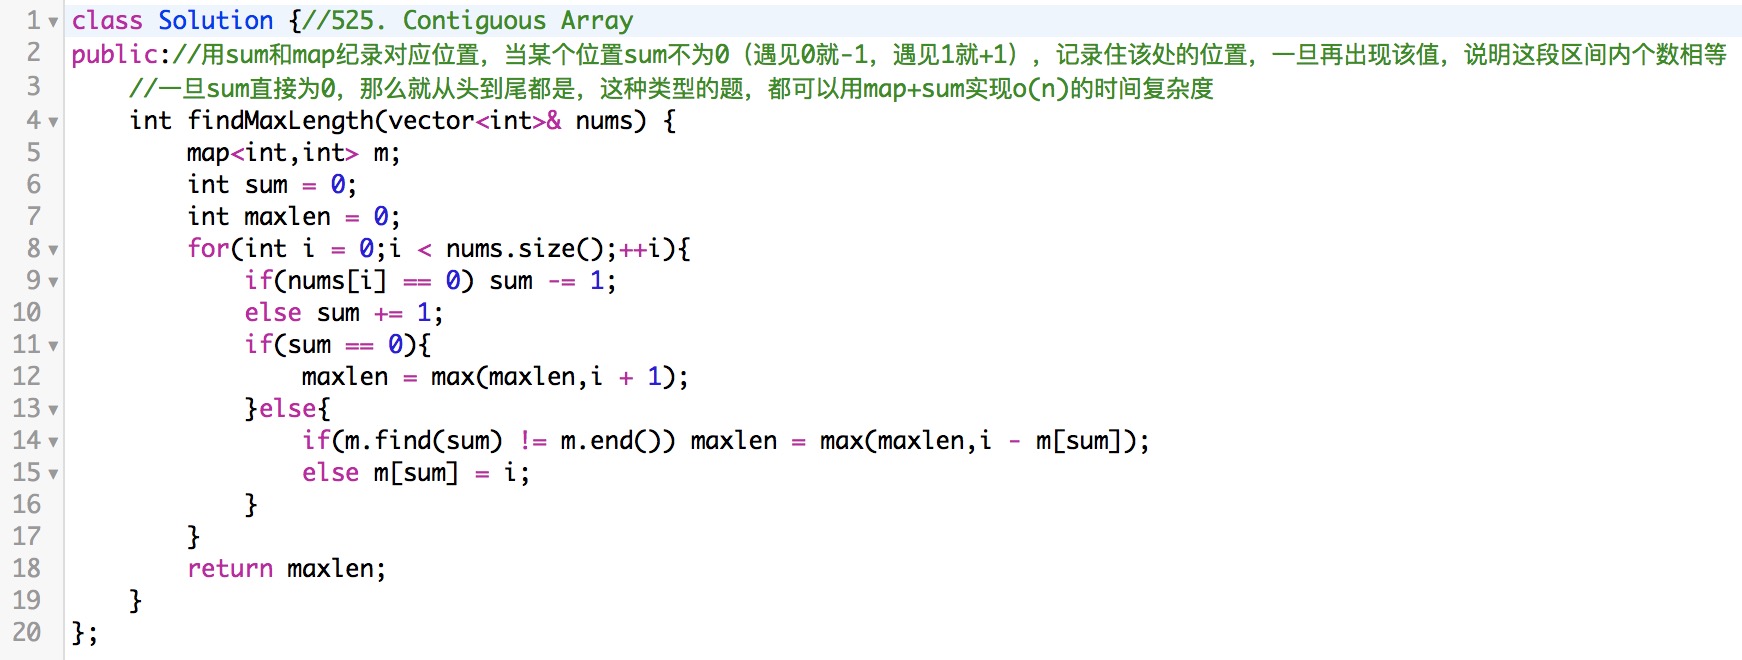 1 class Solution {//525. Contiguous Array
2 public://用sum和map纪录对应位置，当某个位置sum不为0（遇见0就-1，遇见1就+1），记录住该处的位置，一旦再出现该值，说明这段区间内个数相等
3 //一旦sum直接为0，那么就从头到尾都是，这种类型的题，都可以用map+sum实现o(n)的时间复杂度
4 int findMaxLength(vector<int>& nums) {
5 map<int,int> m;
6 int sum = 0;
7 int maxlen = 0;
8 for(int i = 0;i < nums.size();++i){
9 if(nums[i] == 0) sum -= 1;
10 else sum += 1;
11 if(sum == 0){
12 maxlen = max(maxlen,i + 1);
13 }else{
14 if(m.find(sum) != m.end()) maxlen = max(maxlen,i - m[sum]);
15 else m[sum] = i;
16 }
17 }
18 return maxlen;
19 }
20 };